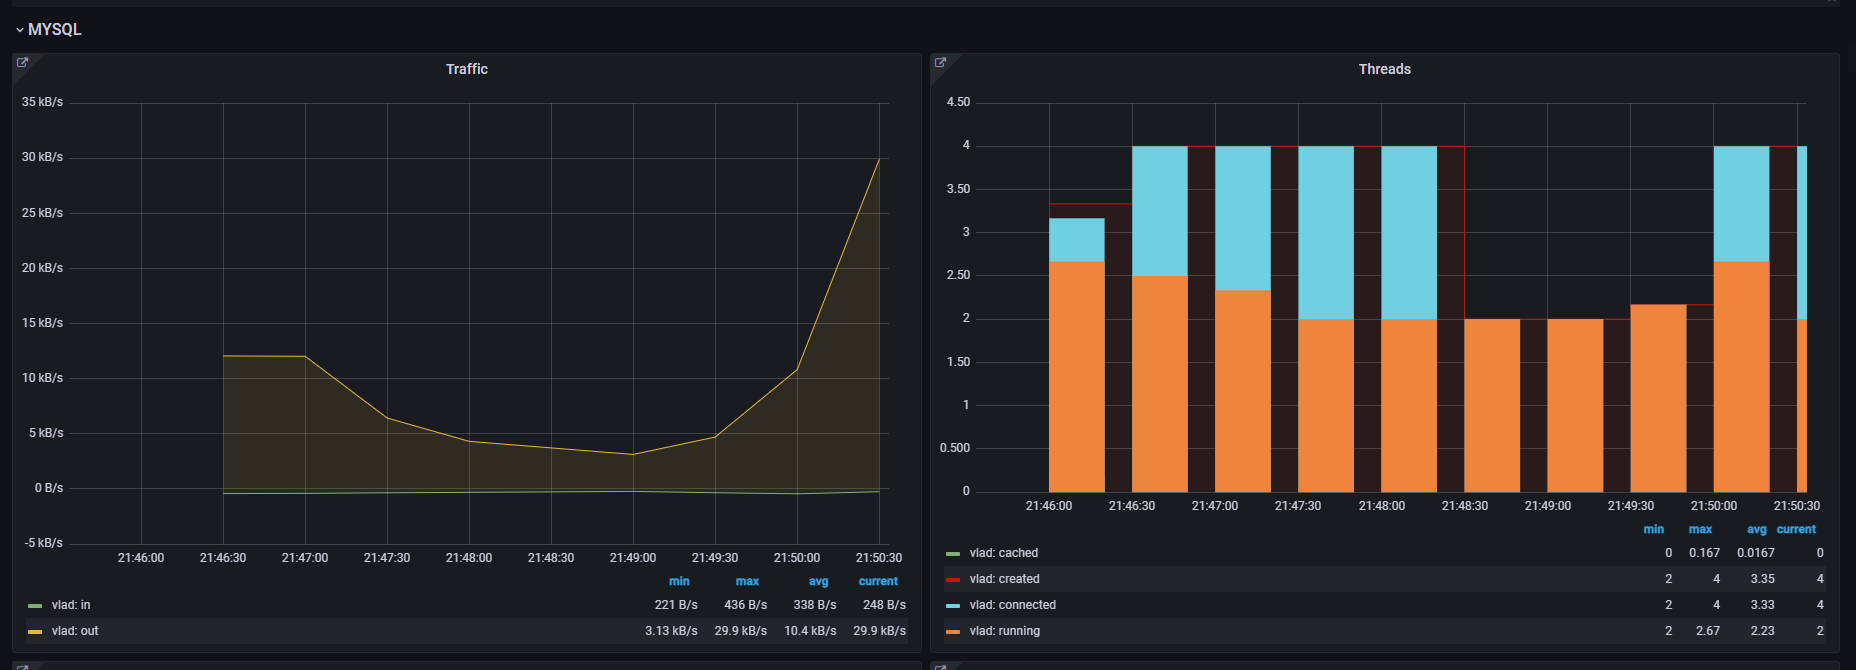 MYSQL
Traffic
35 kB/s
30 kB/s
25 kB/s
20 kB/s
15 kB/s
10 kB/s
5 kB/s
0 B/s
-5 kB/s
21:46:00 21:46:30 21:47:00 21:47:30 21:48:00 21:48:30 21:49:00 21:49:30 21:50:00 21:50:30
min max avg current
vlad: in 221 B/s 436 B/s 338 B/s 248 B/s
vlad: out 3.13 kB/s 29.9 kB/s 10.4 kB/s 29.9 kB/s
Threads
4.50
4
3.50
3
2.50
2
1.50
1
0.500
0
21:46:00 21:46:30 21:47:00 21:47:30 21:48:00 21:48:30 21:49:00 21:49:30 21:50:00 21:50:30
min max avg current
vlad: cached 0 0.167 0.0167 0
vlad: created 2 4 3.35 4
vlad: connected 2 4 3.33 4
vlad: running 2 2.67 2.23 2